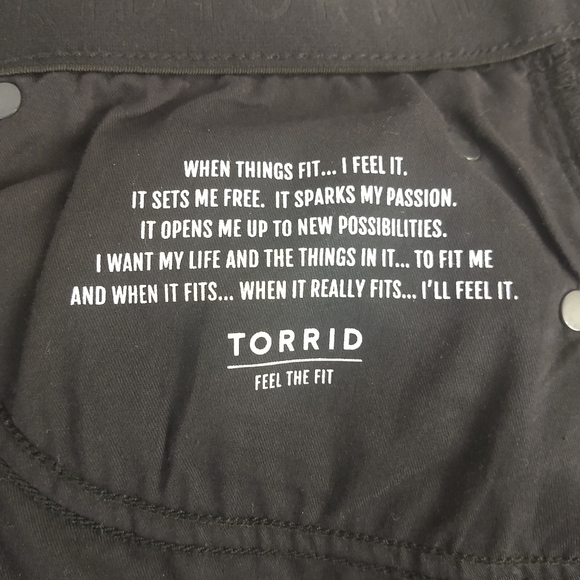 WHEN THINGS FIT... I FEEL IT.
IT SETS ME FREE. IT SPARKS MY PASSION.
IT OPENS ME UP TO NEW POSSIBILITIES.
I WANT MY LIFE AND THE THINGS IN IT... TO FIT ME
AND WHEN IT FITS... WHEN IT REALLY FITS... I'LL FEEL IT.
TORRID
FEEL THE FIT